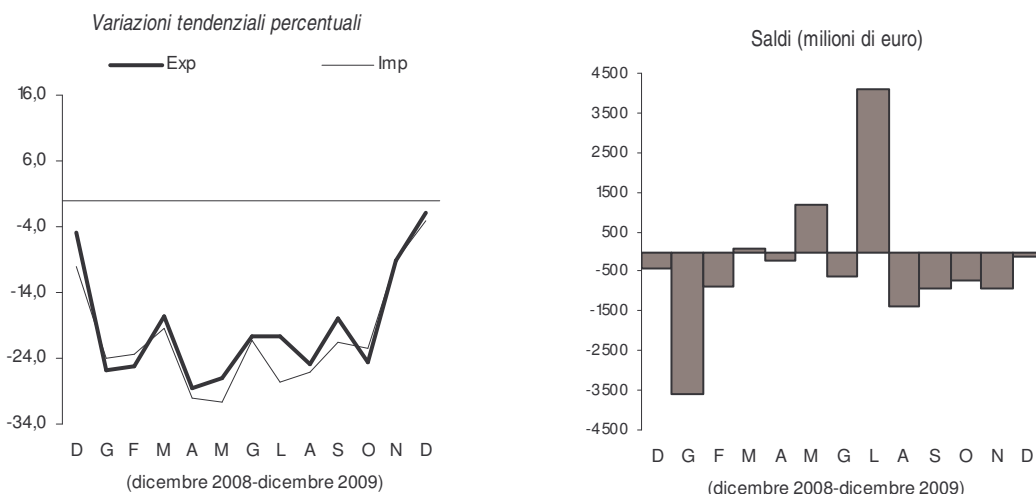 Variazioni tendenziali percentuali
Exp
Imp
16,0
6,0
-4,0
-14,0
-24,0
-34,0
D G F M A M G L A S O N D
(dicembre 2008-dicembre 2009)
Saldi (milioni di euro)
4500
3500
2500
1500
500
-500
-1500
-2500
-3500
-4500
D G F M A M G L A S O N D
(dicembre 2008-dicembre 2009)